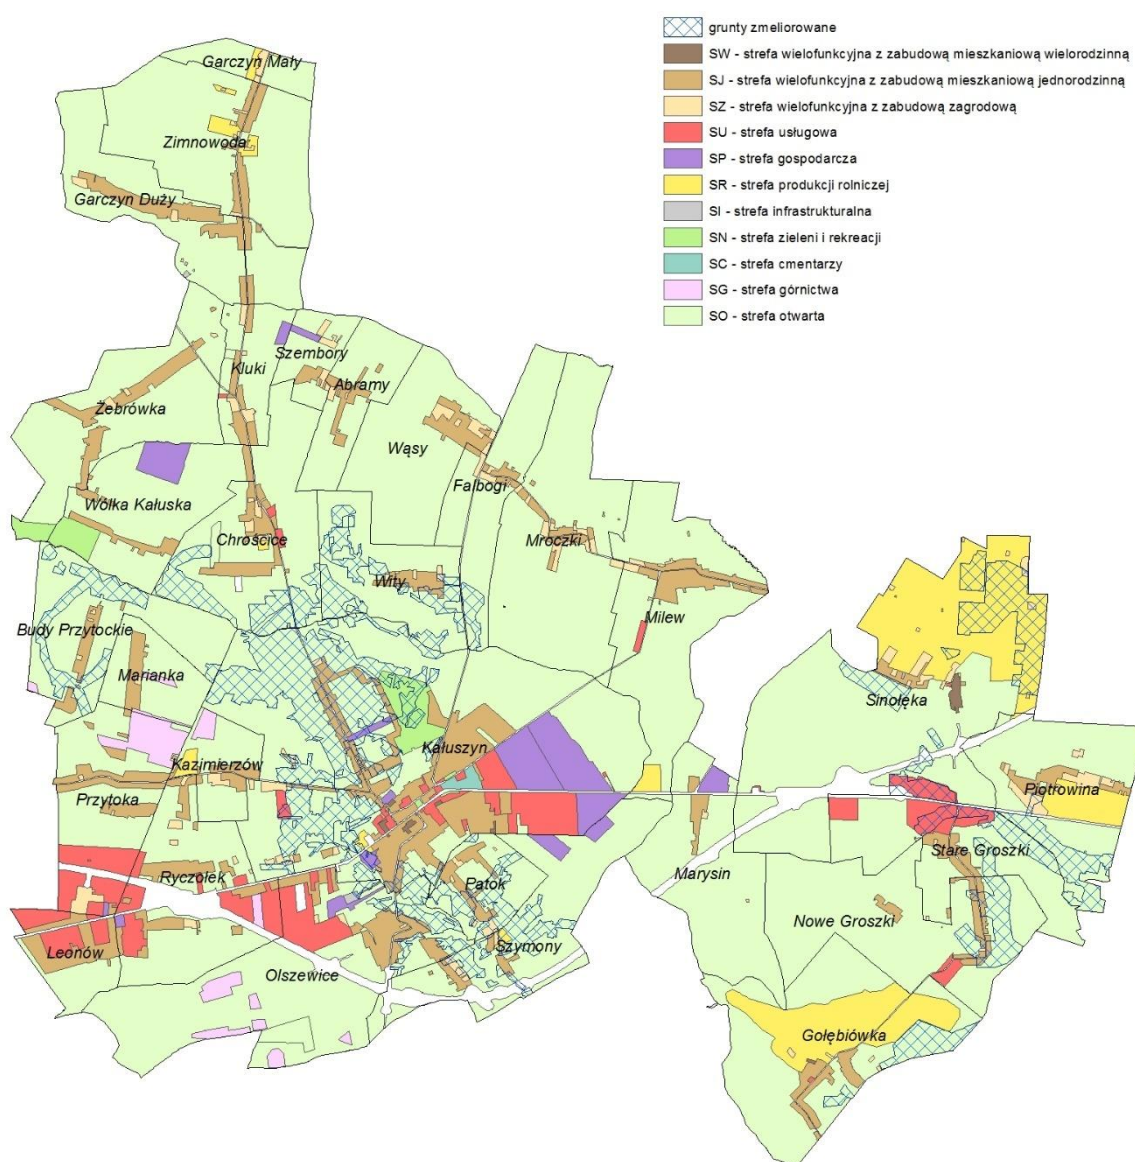 grunty zmeliorowane
SW - strefa wielofunkcyjna z zabudową mieszkaniową wielorodzinną
SJ - strefa wielofunkcyjna z zabudową mieszkaniową jednorodzinną
SZ - strefa wielofunkcyjna z zabudową zagrodową
SU - strefa usługowa
SP - strefa gospodarcza
SR - strefa produkcji rolniczej
SI - strefa infrastrukturalna
SN - strefa zieleni i rekreacji
SC - strefa cmentarzy
SG - strefa górnictwa
SO - strefa otwarta
Garczyn Mały
Zimnowoda
Garczyn Duży
Szembory
Kluki
Abramy
Żebrówka
Wąsy
Falbogi
Wólka Kałuska
Chrościce
Mroczki
Wity
Milew
Budy Przytockie
Marianka
Sinołęka
Kałuszyn
Kazimierzów
Przytoka
Piotrowina
Stare Groszki
Ryczołek
Patok
Marysin
Nowe Groszki
Szymony
Leonów
Olszewice
Gołębiówka